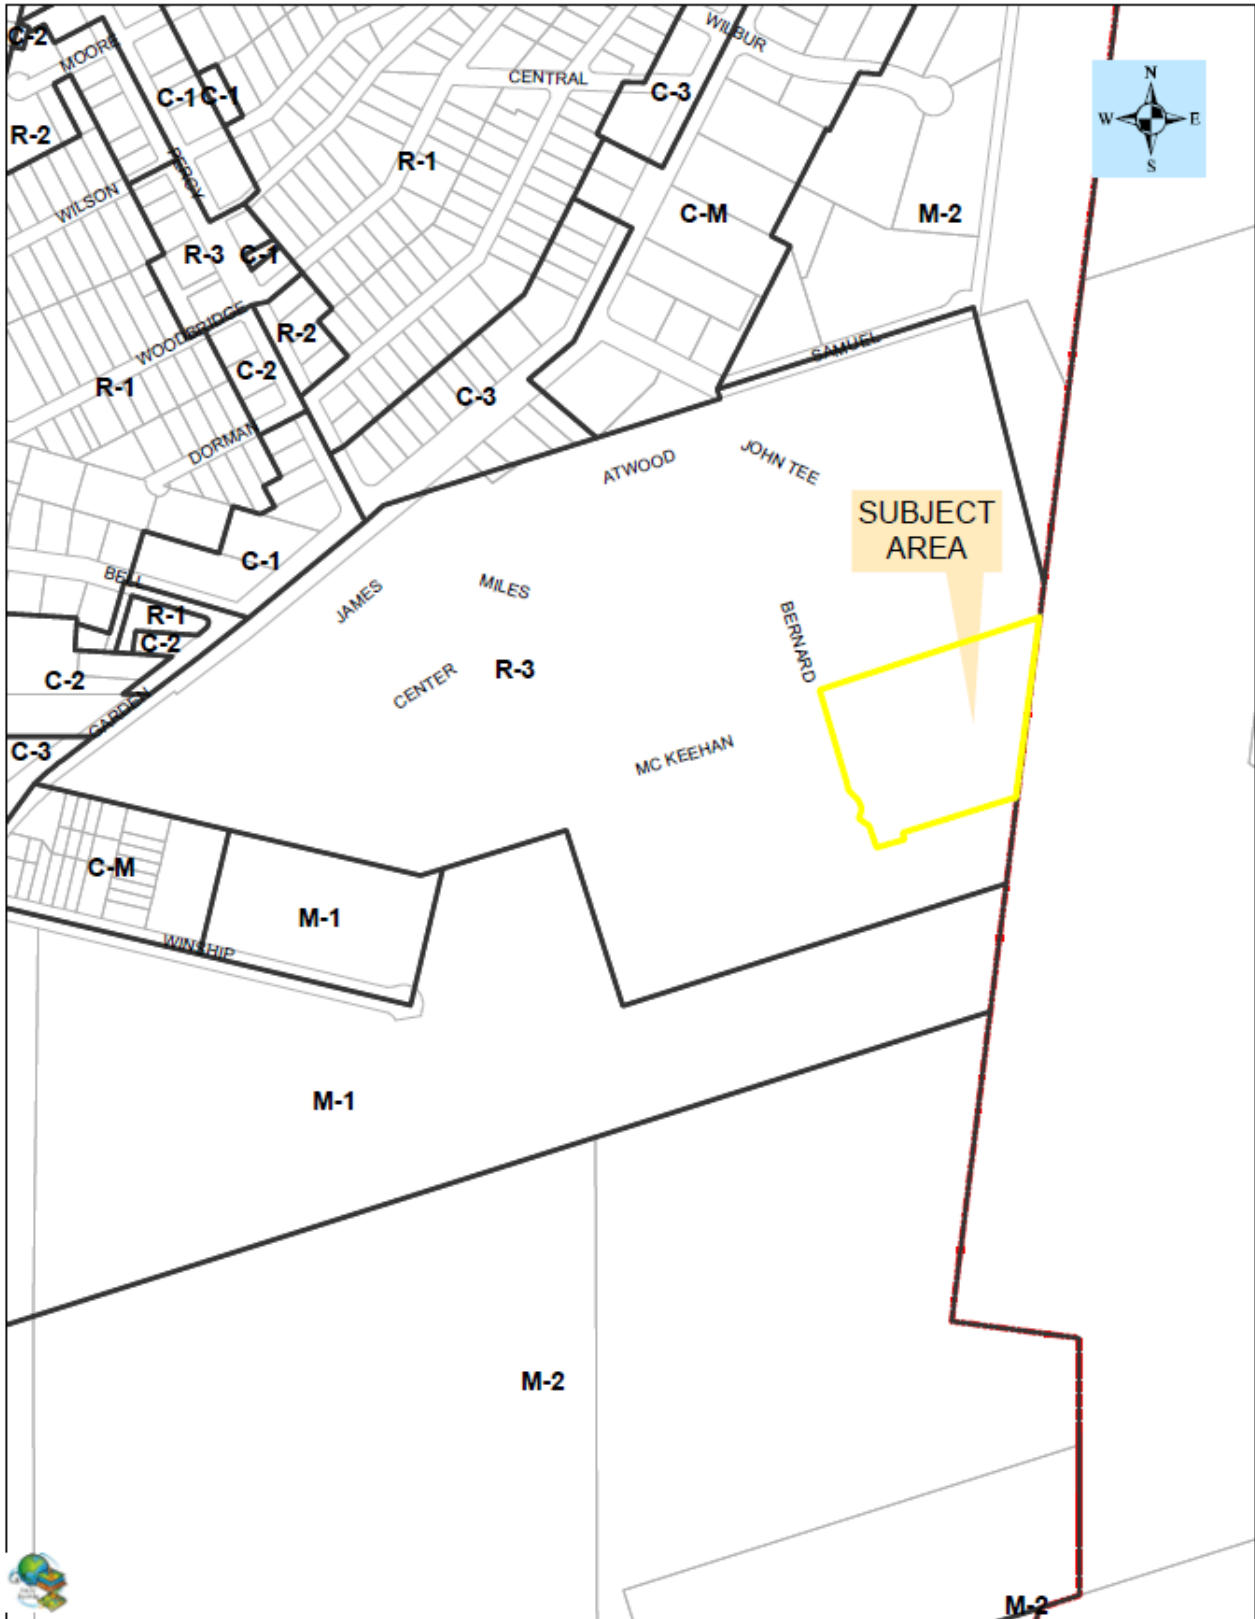 WILBUR
C-2
MOORE
N
CENTRAL
C-3
C-1
C-1
W
E
R-2
S
R-1
PERCY
WILSON
C-M
M-2
R-3
C-1
WOODBRIDGE
R-2
SAMUEL
C-2
R-1
C-3
DORMAN
ATWOOD
JOHN TEE
SUBJECT
AREA
C-1
BELL
MILES
JAMES
R-1
BERNARD
C-2
R-3
C-2
CENTER
GARDEN
C-3
MC KEEHAN
C-M
M-1
WINSHIP
M-1
M-2
M-2